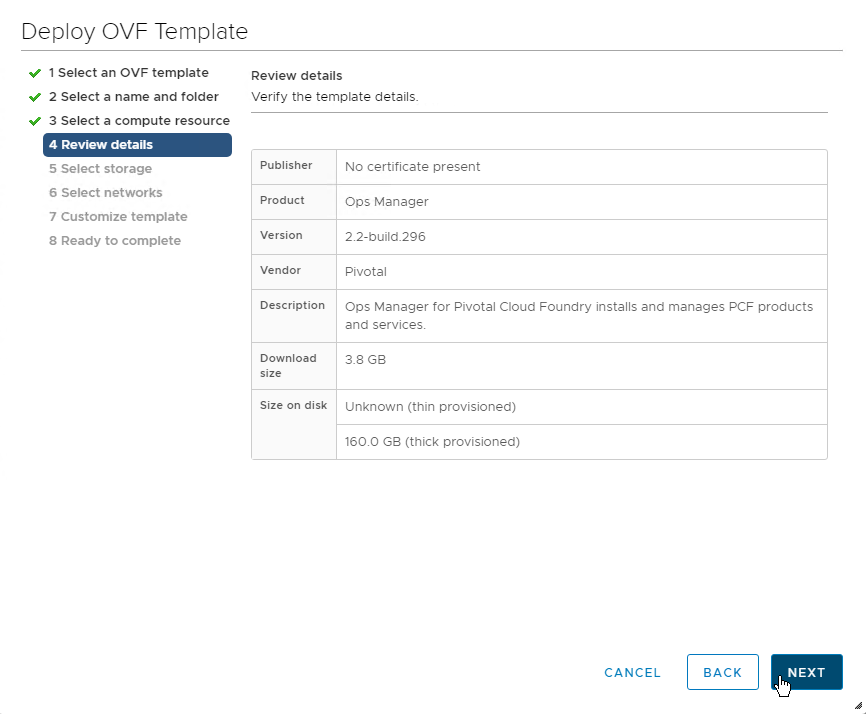 Deploy OVF Template
1 Select an OVF template
2 Select a name and folder
3 Select a compute resource
4 Review details
5 Select storage
6 Select networks
7 Customize template
8 Ready to complete
Review details
Verify the template details.
Publisher
No certificate present
Product
Ops Manager
Version
2.2-build.296
Vendor
Pivotal
Description
Ops Manager for Pivotal Cloud Foundry installs and manages PCF products
and services.
Download
size
3.8 GB
Size on disk
Unknown (thin provisioned)
160.0 GB (thick provisioned)
CANCEL
BACK
NEXT